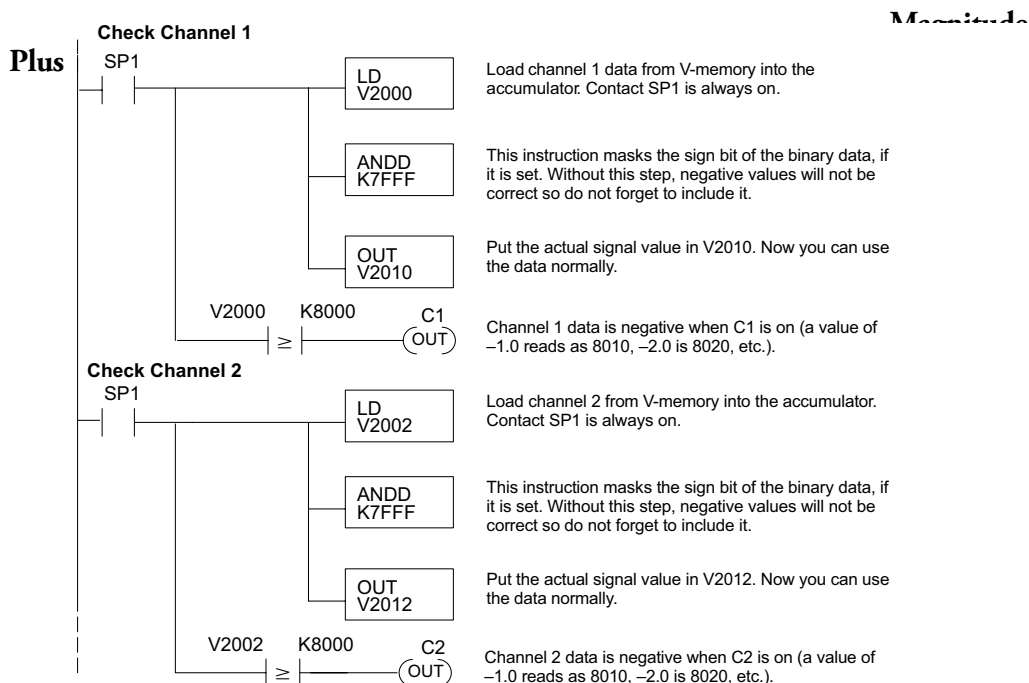 Magnitude
Plus
Check Channel 1
SP1
LD
V2000
Load channel 1 data from V-memory into the
accumulator. Contact SP1 is always on.
ANDD
K7FFF
This instruction masks the sign bit of the binary data, if
it is set. Without this step, negative values will not be
correct so do not forget to include it.
OUT
V2010
Put the actual signal value in V2010. Now you can use
the data normally.
V2000 K8000 C1
≥ OUT
Channel 1 data is negative when C1 is on (a value of
–1.0 reads as 8010, –2.0 is 8020, etc.).
Check Channel 2
SP1
LD
V2002
Load channel 2 from V-memory into the accumulator.
Contact SP1 is always on.
ANDD
K7FFF
This instruction masks the sign bit of the binary data, if
it is set. Without this step, negative values will not be
correct so do not forget to include it.
OUT
V2012
Put the actual signal value in V2012. Now you can use
the data normally.
V2002 K8000 C2
≥ OUT
Channel 2 data is negative when C2 is on (a value of
–1.0 reads as 8010, –2.0 is 8020, etc.).